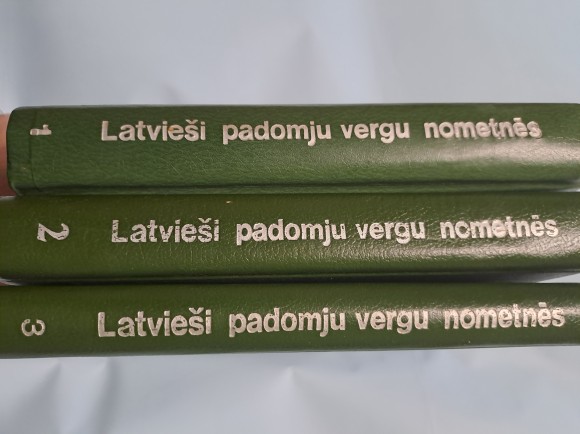 1 Latvieši padomju vergu nometnēs
2 Latvieši padomju vergu nometnēs
3 Latvieši padomju vergu nometnēs